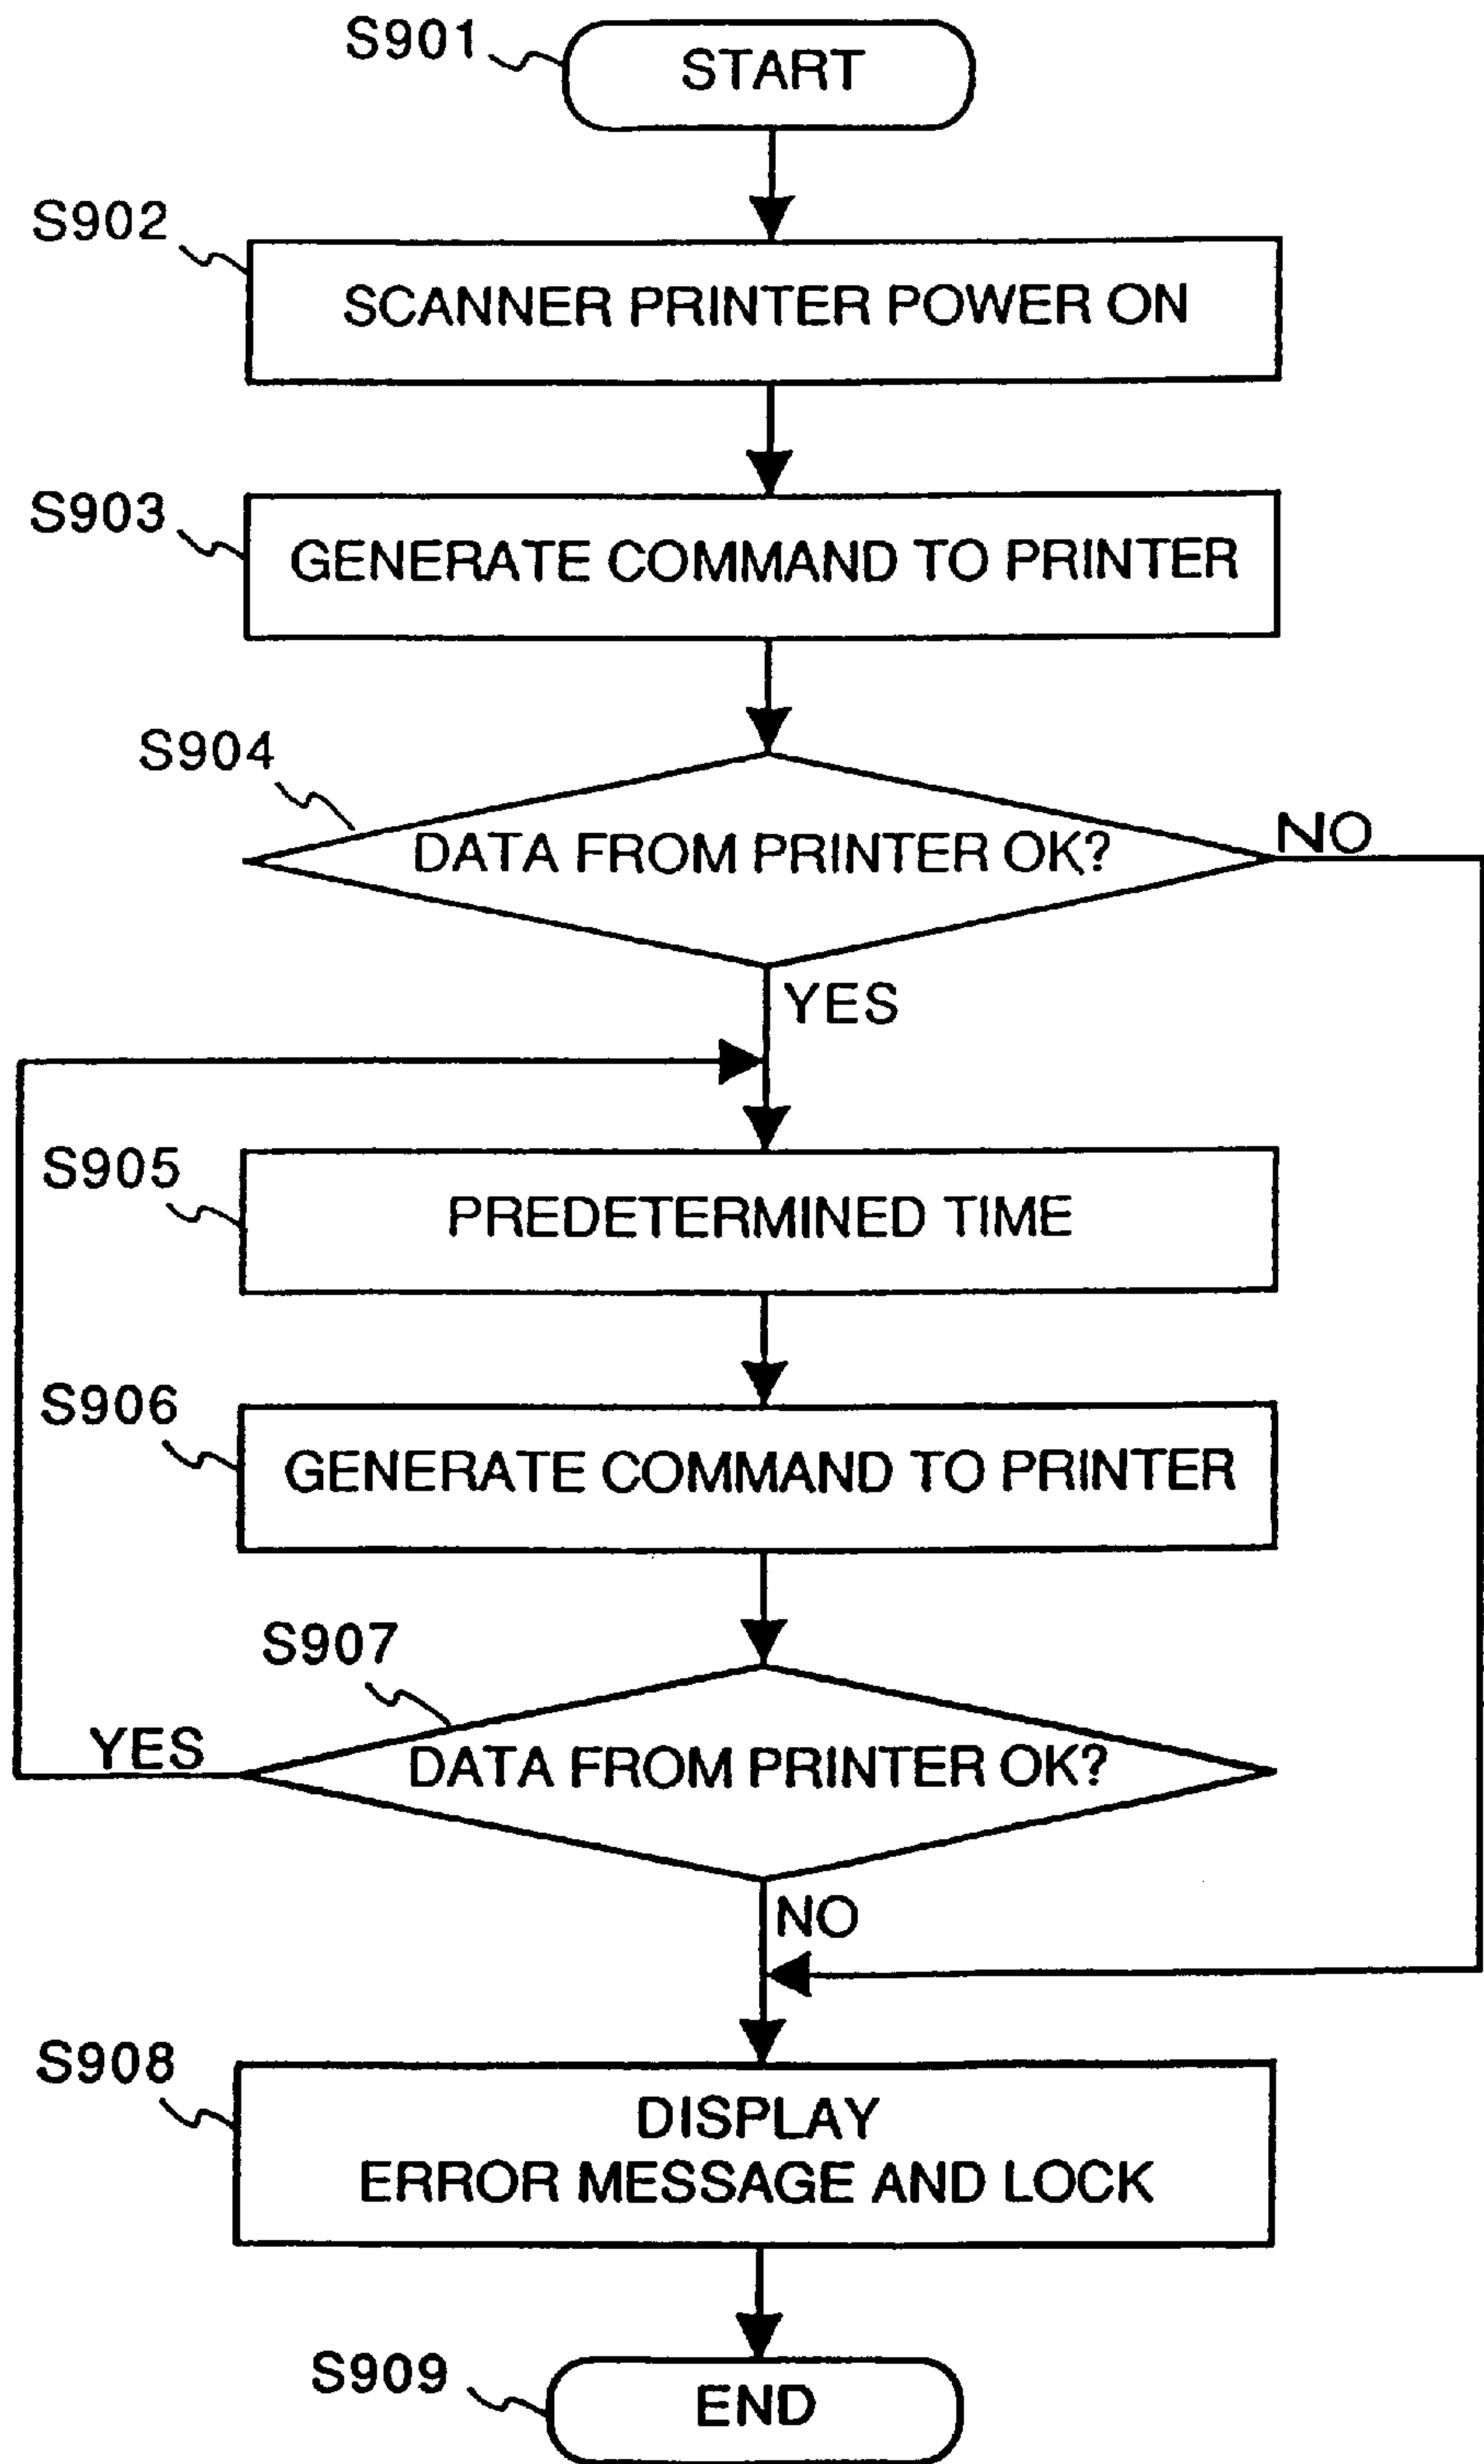 S901
START
S902
SCANNER PRINTER POWER ON
S903
GENERATE COMMAND TO PRINTER
S904
DATA FROM PRINTER OK?
NO
YES
S905
PREDETERMINED TIME
S906
GENERATE COMMAND TO PRINTER
S907
YES
DATA FROM PRINTER OK?
NO
S908
DISPLAY
ERROR MESSAGE AND LOCK
S909
END